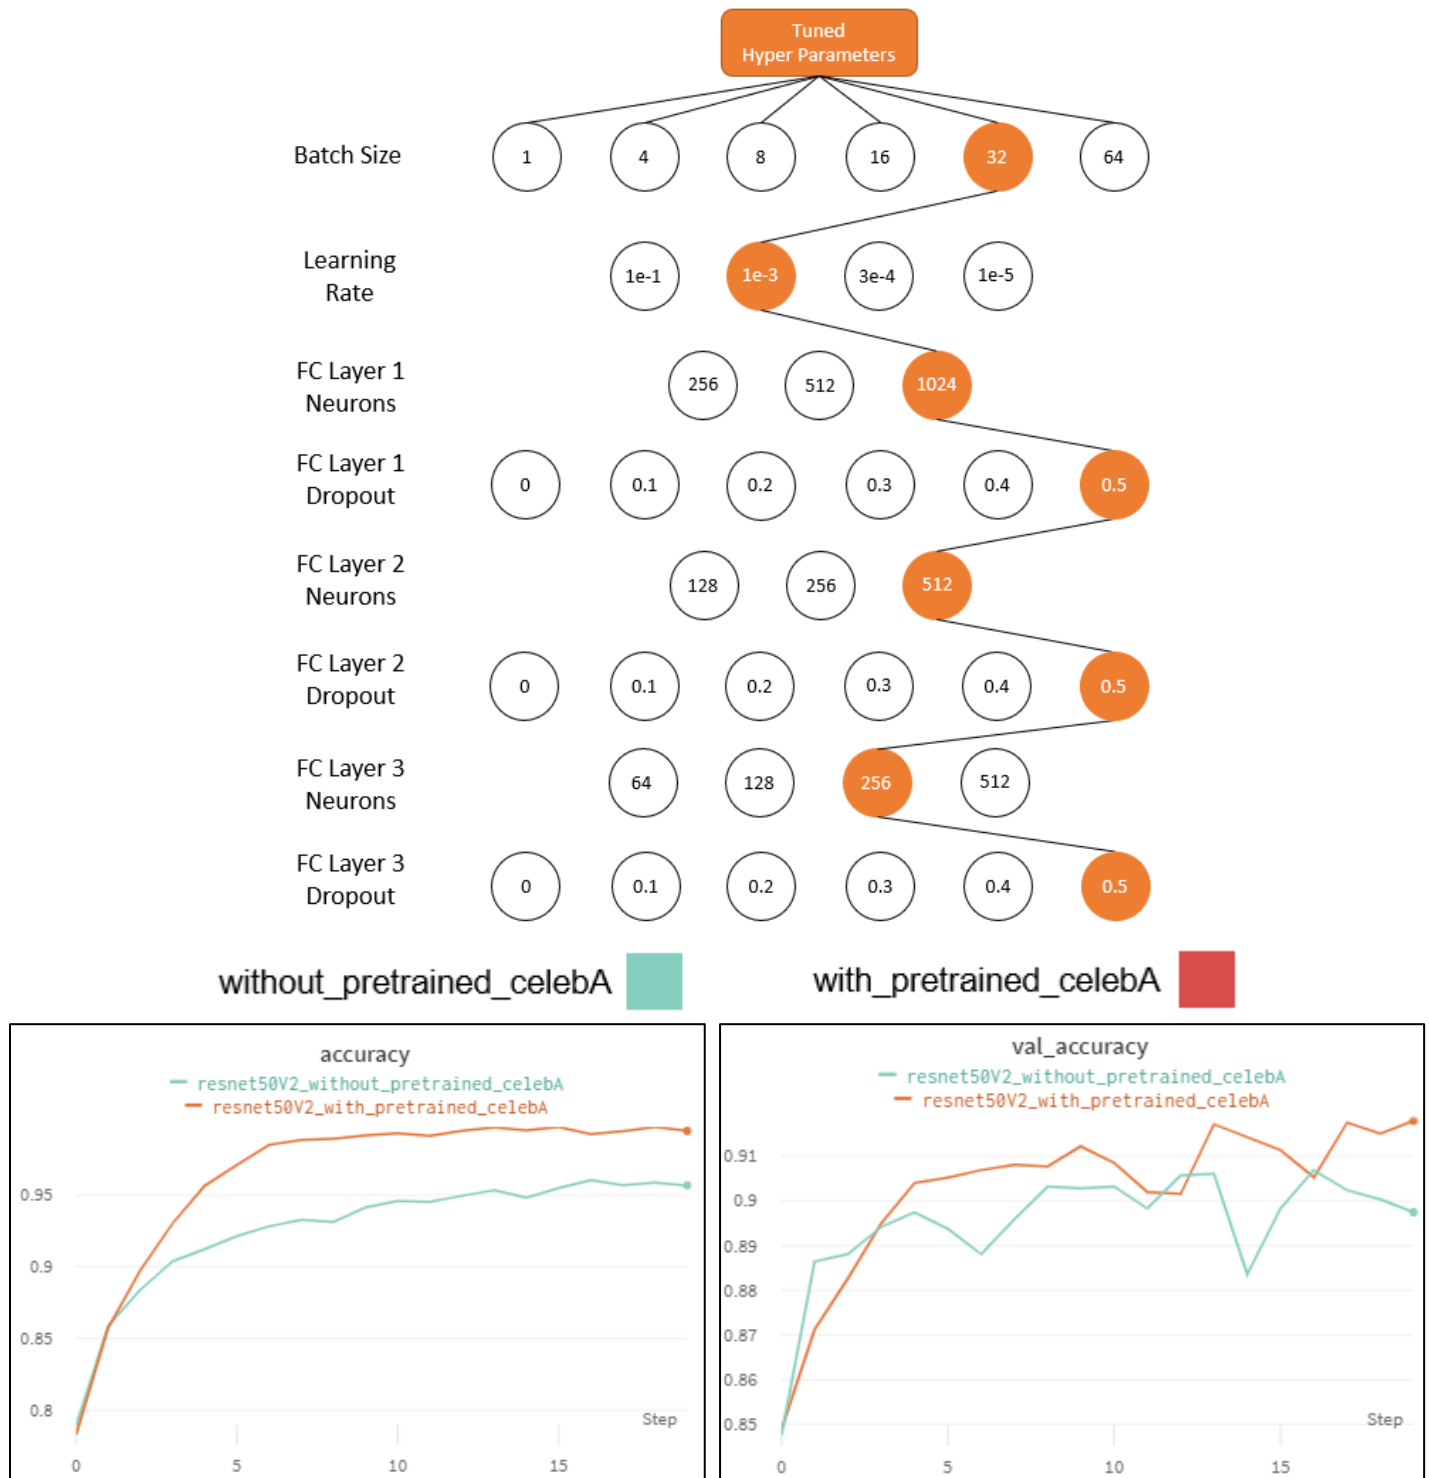 Tuned
Hyper Parameters
Batch Size
1 4 8 16 32 64
Learning
Rate
1e-1 1e-3 3e-4 1e-5
FC Layer 1
Neurons
256 512 1024
FC Layer 1
Dropout
0 0.1 0.2 0.3 0.4 0.5
FC Layer 2
Neurons
128 256 512
FC Layer 2
Dropout
0 0.1 0.2 0.3 0.4 0.5
FC Layer 3
Neurons
64 128 256 512
FC Layer 3
Dropout
0 0.1 0.2 0.3 0.4 0.5
without_pretrained_celebA
with_pretrained_celebA
accuracy
resnet50V2_without_pretrained_celebA
resnet50V2_with_pretrained_celebA
0.95
0.9
0.85
0.8
Step
0 5 10 15
val_accuracy
resnet50V2_without_pretrained_celebA
resnet50V2_with_pretrained_celebA
0.91
0.9
0.89
0.88
0.87
0.86
0.85
Step
0 5 10 15